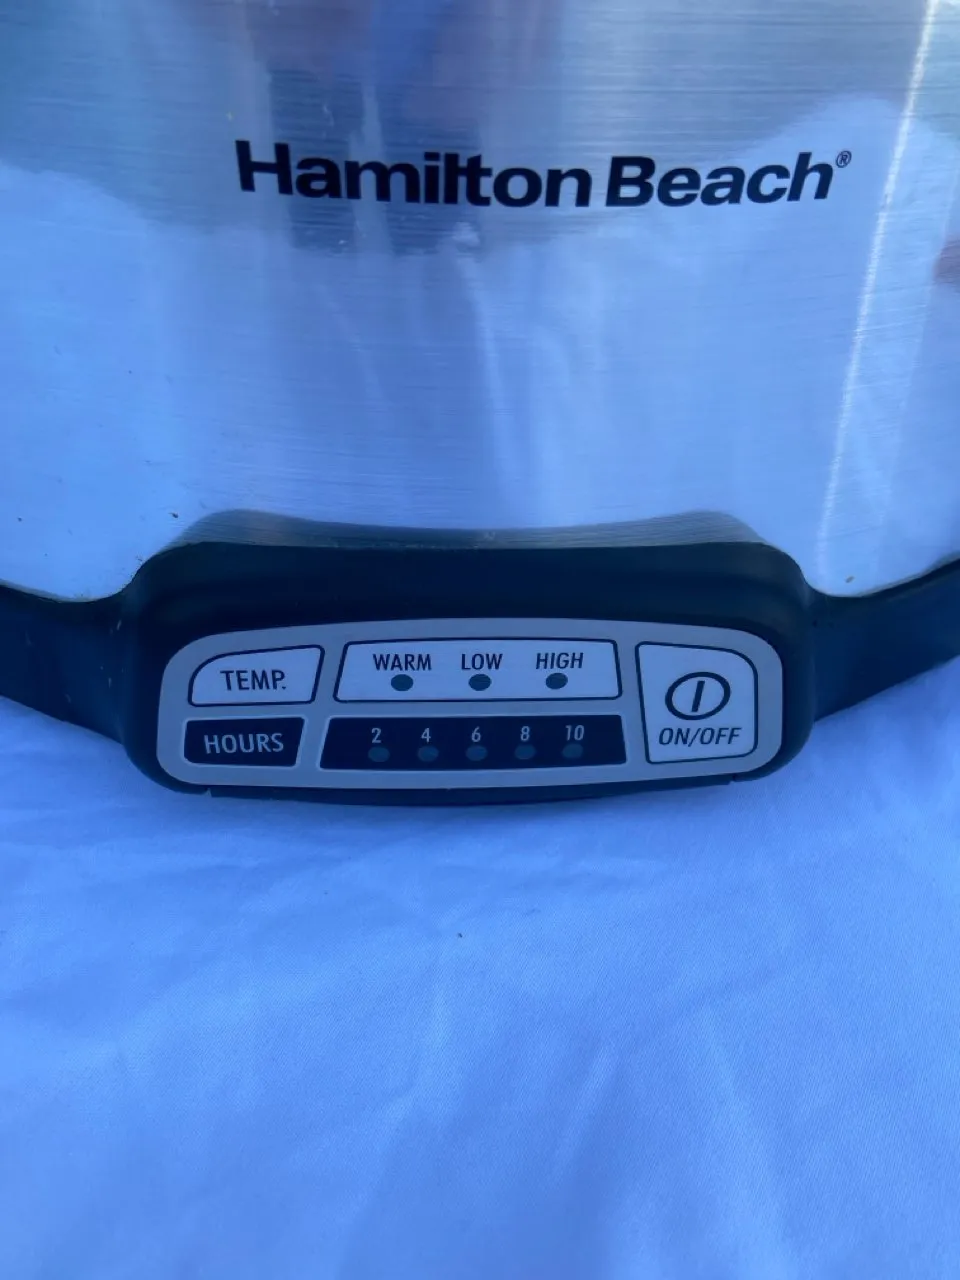 Hamilton Beach®
TEMP.
WARM LOW HIGH
HOURS
2 4 6 8 10
ON/OFF